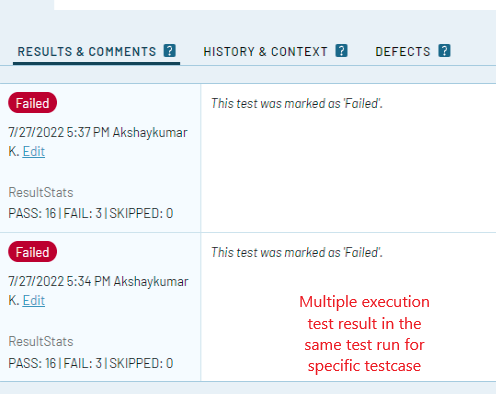 RESULTS & COMMENTS ? HISTORY & CONTEXT ? DEFECTS ?
Failed
This test was marked as 'Failed'.
7/27/2022 5:37 PM Akshaykumar
K. Edit
ResultStats
PASS: 16 | FAIL: 3 | SKIPPED: 0
Failed
This test was marked as 'Failed'.
7/27/2022 5:34 PM Akshaykumar
K. Edit
ResultStats
PASS: 16 | FAIL: 3 | SKIPPED: 0
Multiple execution
test result in the
same test run for
specific testcase